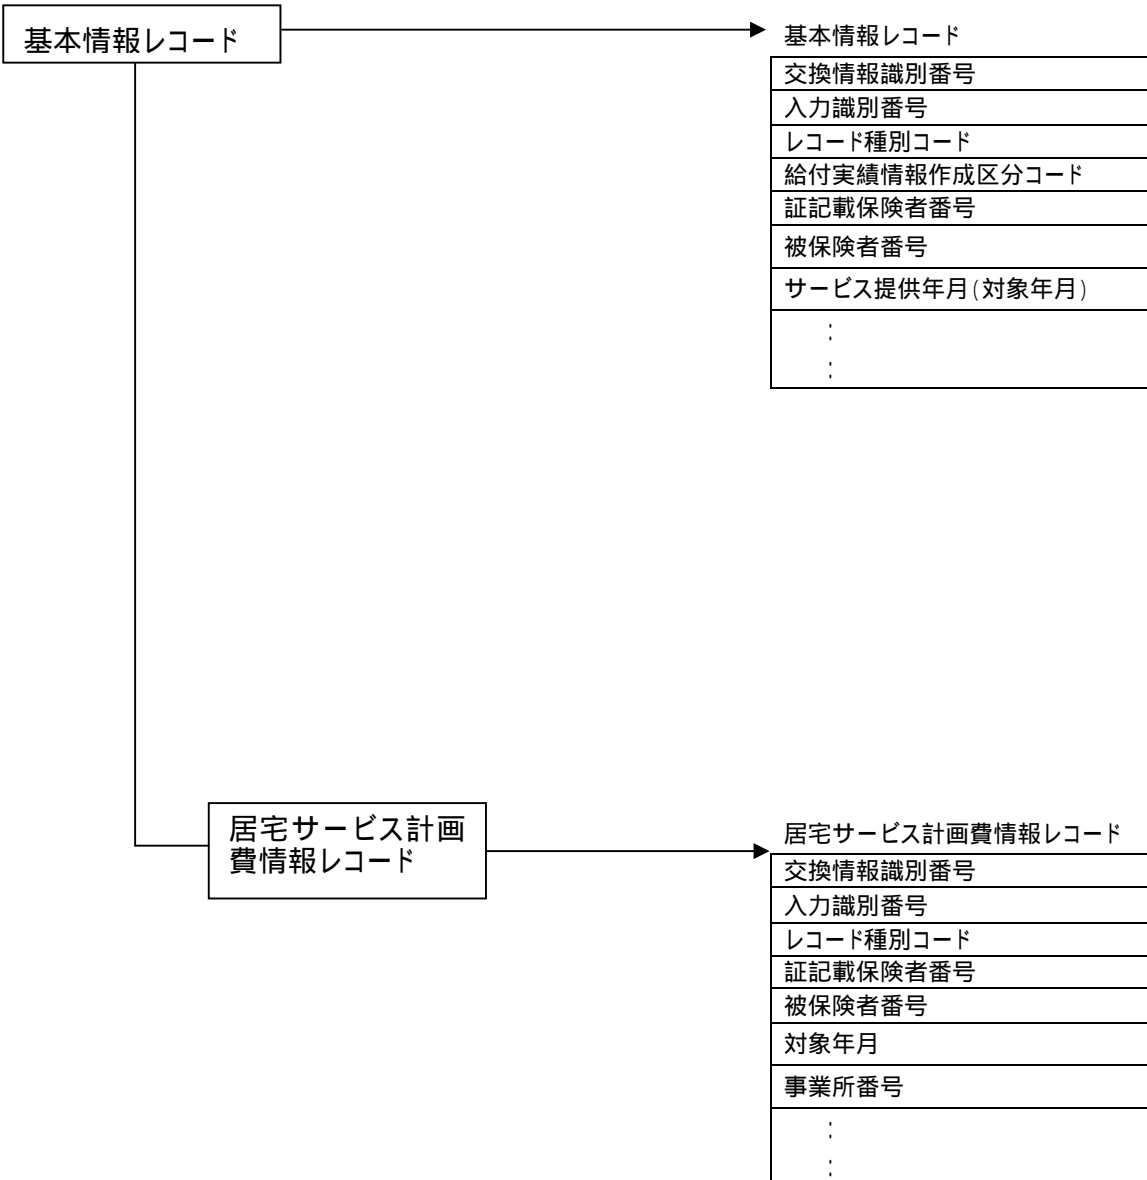 基本情報レコード
基本情報レコード
交換情報識別番号
入力識別番号
レコード種別コード
給付実績情報作成区分コード
証記載保険者番号
被保険者番号
サービス提供年月(対象年月)
:
:
居宅サービス計画
費情報レコード
居宅サービス計画費情報レコード
交換情報識別番号
入力識別番号
レコード種別コード
証記載保険者番号
被保険者番号
対象年月
事業所番号
:
: